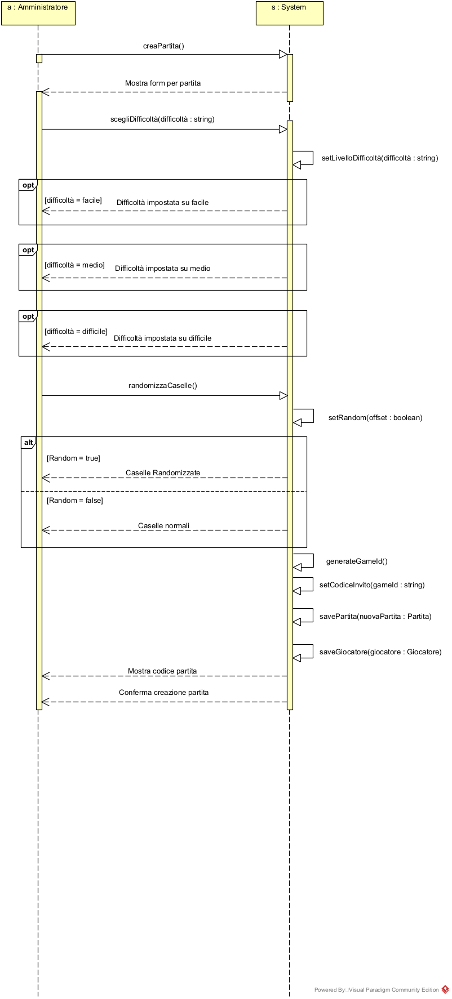 a : Amministratore
s : System
creaPartita()
Mostra form per partita
scegliDifficoltà(difficoltà : string)
setLivelloDifficoltà(difficoltà : string)
opt
[difficoltà = facile]
Difficoltà impostata su facile
opt
[difficoltà = medio]
Difficoltà impostata su medio
opt
[difficoltà = difficile]
Difficoltà impostata su difficile
randomizzaCaselle()
setRandom(offset : boolean)
alt
[Random = true]
Caselle Randomizzate
[Random = false]
Caselle normali
generateGameId()
setCodiceInvito(gameId : string)
savePartita(nuovaPartita : Partita)
saveGiocatore(giocatore : Giocatore)
Mostra codice partita
Conferma creazione partita
Powered By Visual Paradigm Community Edition